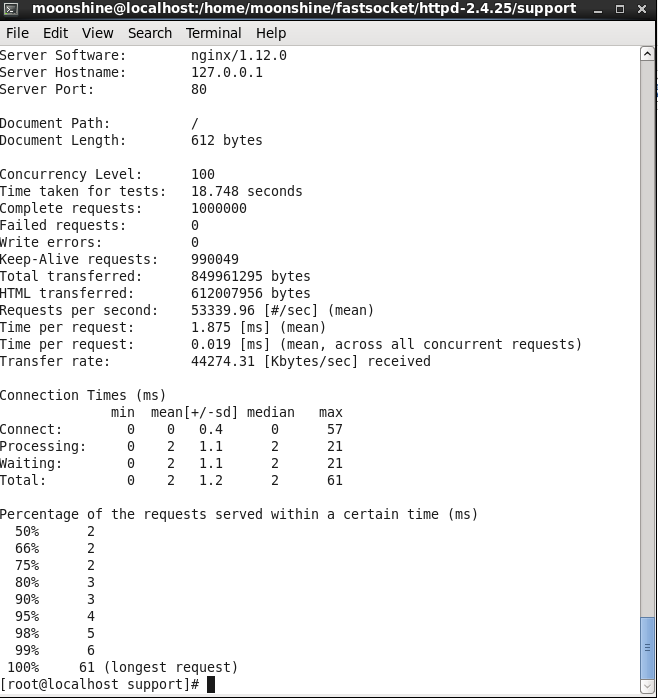 moonshine@localhost:/home/moonshine/fastsocket/httpd-2.4.25/support
File Edit View Search Terminal Help
Server Software: nginx/1.12.0
Server Hostname: 127.0.0.1
Server Port: 80
Document Path: /
Document Length: 612 bytes
Concurrency Level: 100
Time taken for tests: 18.748 seconds
Complete requests: 1000000
Failed requests: 0
Write errors: 0
Keep-Alive requests: 990049
Total transferred: 849961295 bytes
HTML transferred: 612007956 bytes
Requests per second: 53339.96 [#/sec] (mean)
Time per request: 1.875 [ms] (mean)
Time per request: 0.019 [ms] (mean, across all concurrent requests)
Transfer rate: 44274.31 [Kbytes/sec] received
Connection Times (ms)
min mean[+/-sd] median max
Connect: 0 0 0.4 0 57
Processing: 0 2 1.1 2 21
Waiting: 0 2 1.1 2 21
Total: 0 2 1.2 2 61
Percentage of the requests served within a certain time (ms)
50% 2
66% 2
75% 2
80% 3
90% 3
95% 4
98% 5
99% 6
100% 61 (longest request)
[root@localhost support]#